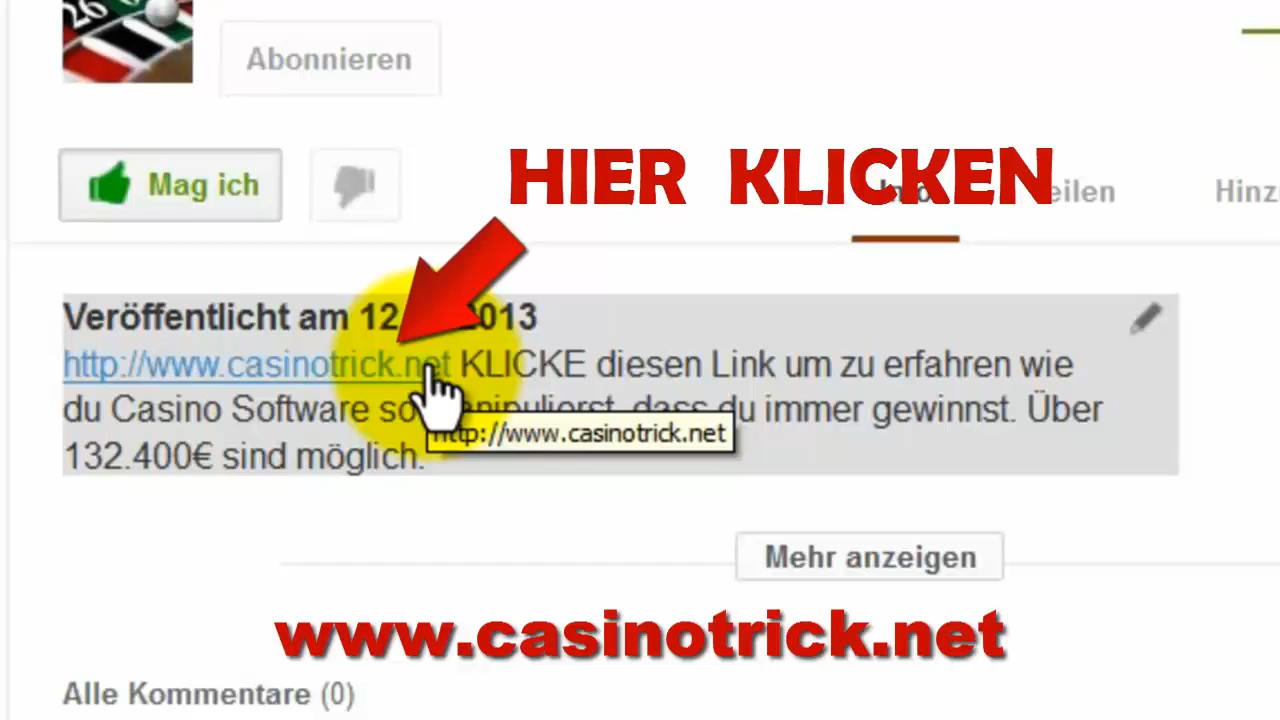 26
Abonnieren
HIER KLICKEN
Mag ich
Hinz
Veröffentlicht am 12 2013
http://www.casinotrick.net KLICKE diesen Link um zu erfahren wie
du Casino Software so dass du immer gewinnst. Über
http://www.casinotrick.net
132.400€ sind möglich.
Mehr anzeigen
www.casinotrick.net
Alle Kommentare (0)